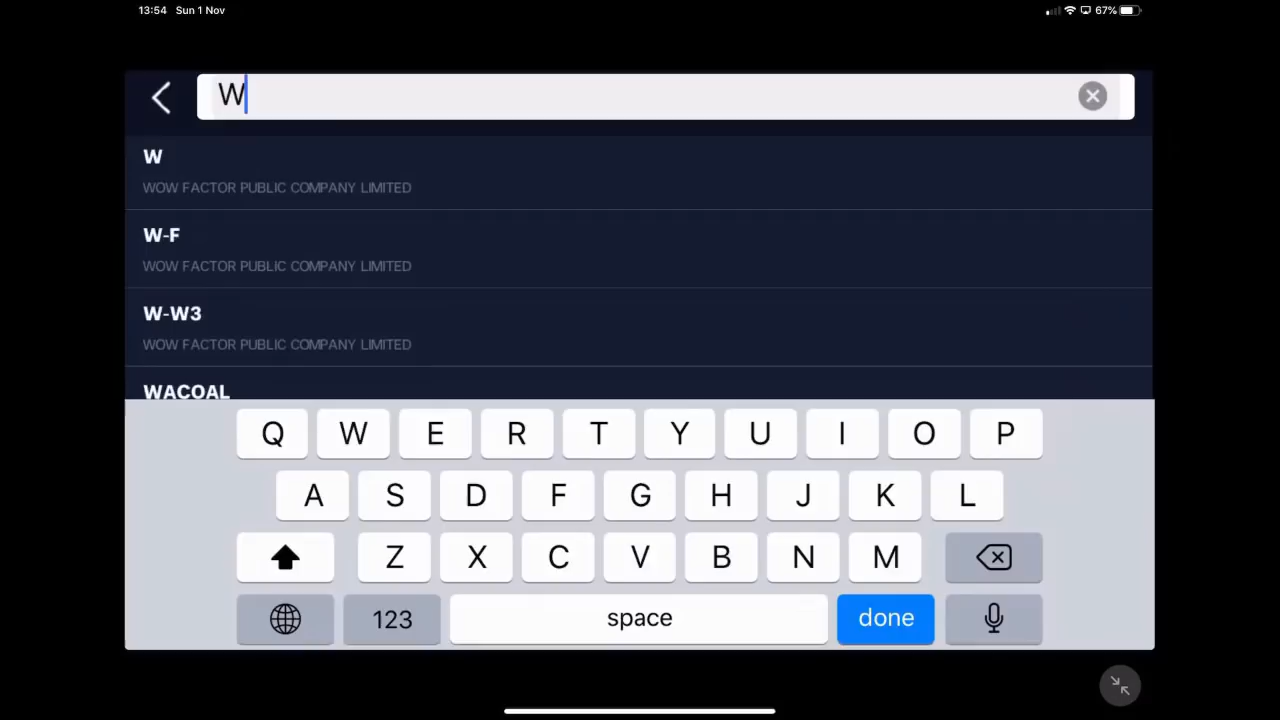 13:54 Sun 1 Nov 67%
W
W
WOW FACTOR PUBLIC COMPANY LIMITED
W-F
WOW FACTOR PUBLIC COMPANY LIMITED
W-W3
WOW FACTOR PUBLIC COMPANY LIMITED
WACOAL
Q W E R T Y U I O P
A S D F G H J K L
Z X C V B N M
123 space done